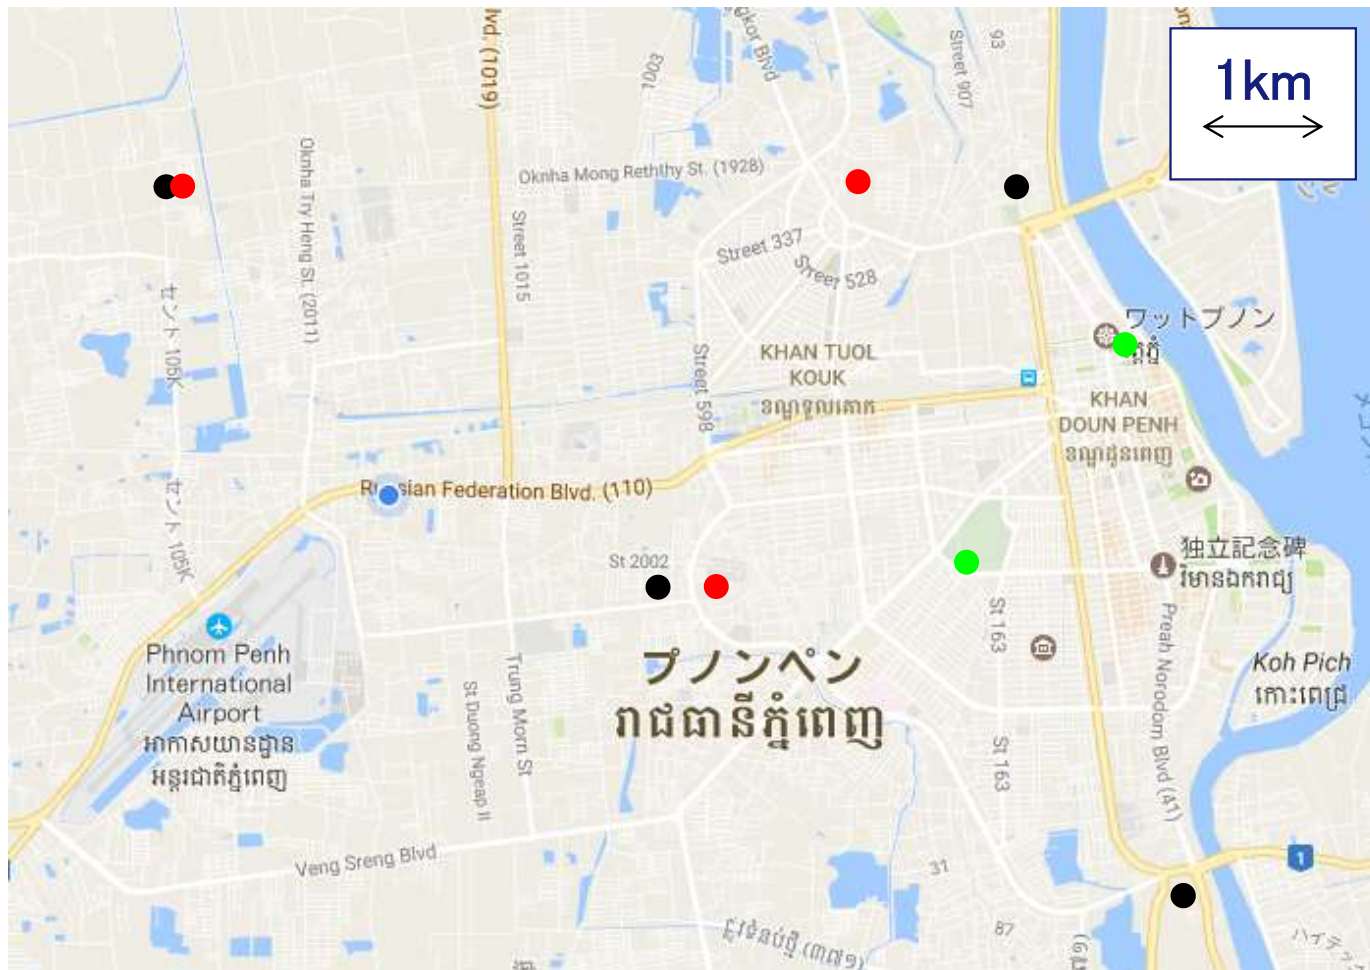 lvd. (1019)
1003
ngkor Blvd
Street 907
93
1km
Oknha Mong Reththy St. (1928)
Oknha Try Heng St. (2011)
Street 1015
Street 337
Street 528
セント 105K
ワットプノン
KHAN TUOL
KOUK
ខណ្ឌទួលគោក
Street 598
KHAN
DOUN PENH
ខណ្ឌដូនពេញ
Russian Federation Blvd. (110)
セント 105K
St 2002
独立記念碑
វិមានឯករាជ្យ
St 163
Preah Norodom Blvd (41)
Phnom Penh
International
Airport
អាកាសយានដ្ឋាន
អន្តរជាតិភ្នំពេញ
プノンペン
រាជធានីភ្នំពេញ
Koh Pich
កោះពេជ្រ
Trung Morn St
St Duong Ngeap II
St 163
Veng Sreng Blvd
31
1
87